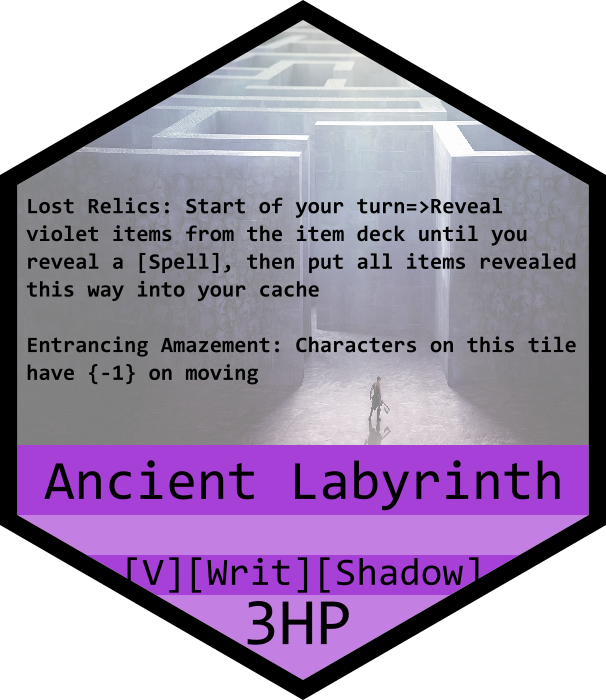 Lost Relics: Start of your turn=>Reveal
violet items from the item deck until you
reveal a [Spell], then put all items revealed
this way into your cache
Entrancing Amazement: Characters on this tile
have {-1} on moving
Ancient Labyrinth
[V][Writ][Shadow]
3HP